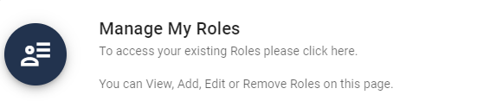 Manage My Roles
To access your existing Roles please click here.
You can View, Add, Edit or Remove Roles on this page.